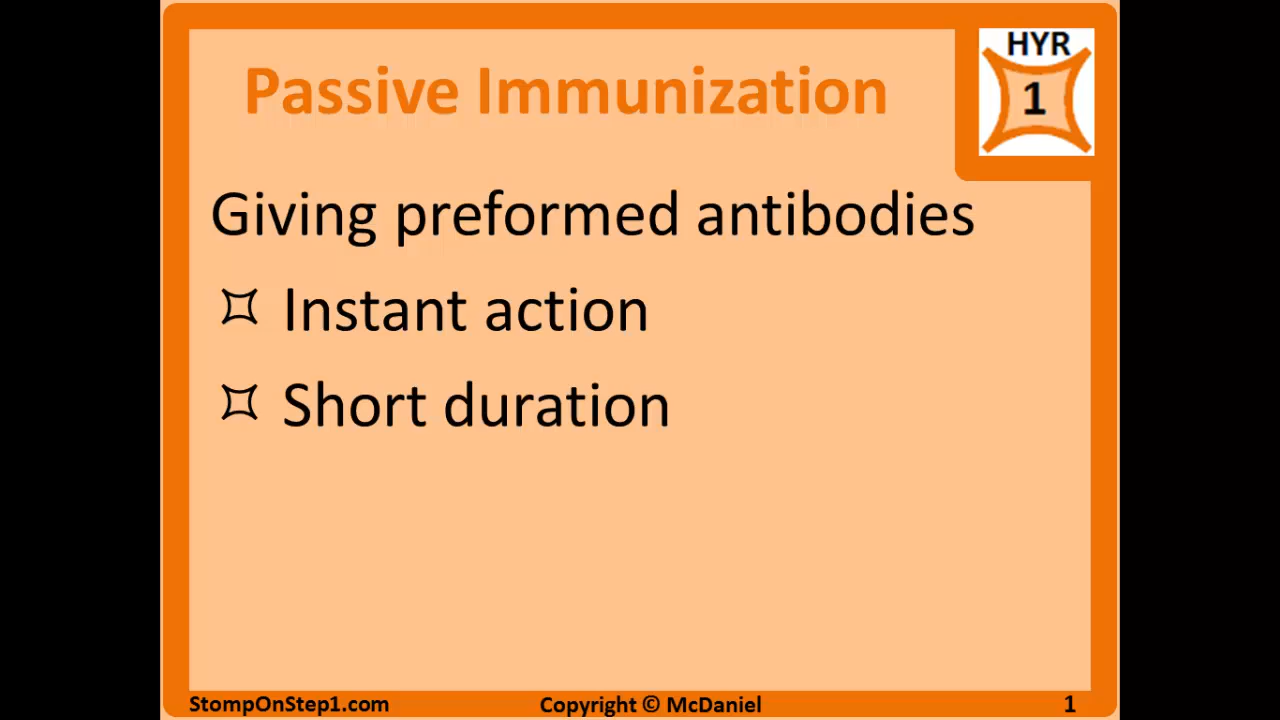 Passive Immunization
HYR
1
Giving preformed antibodies
Instant action
Short duration
StompOnStep1.com
Copyright © McDaniel
1